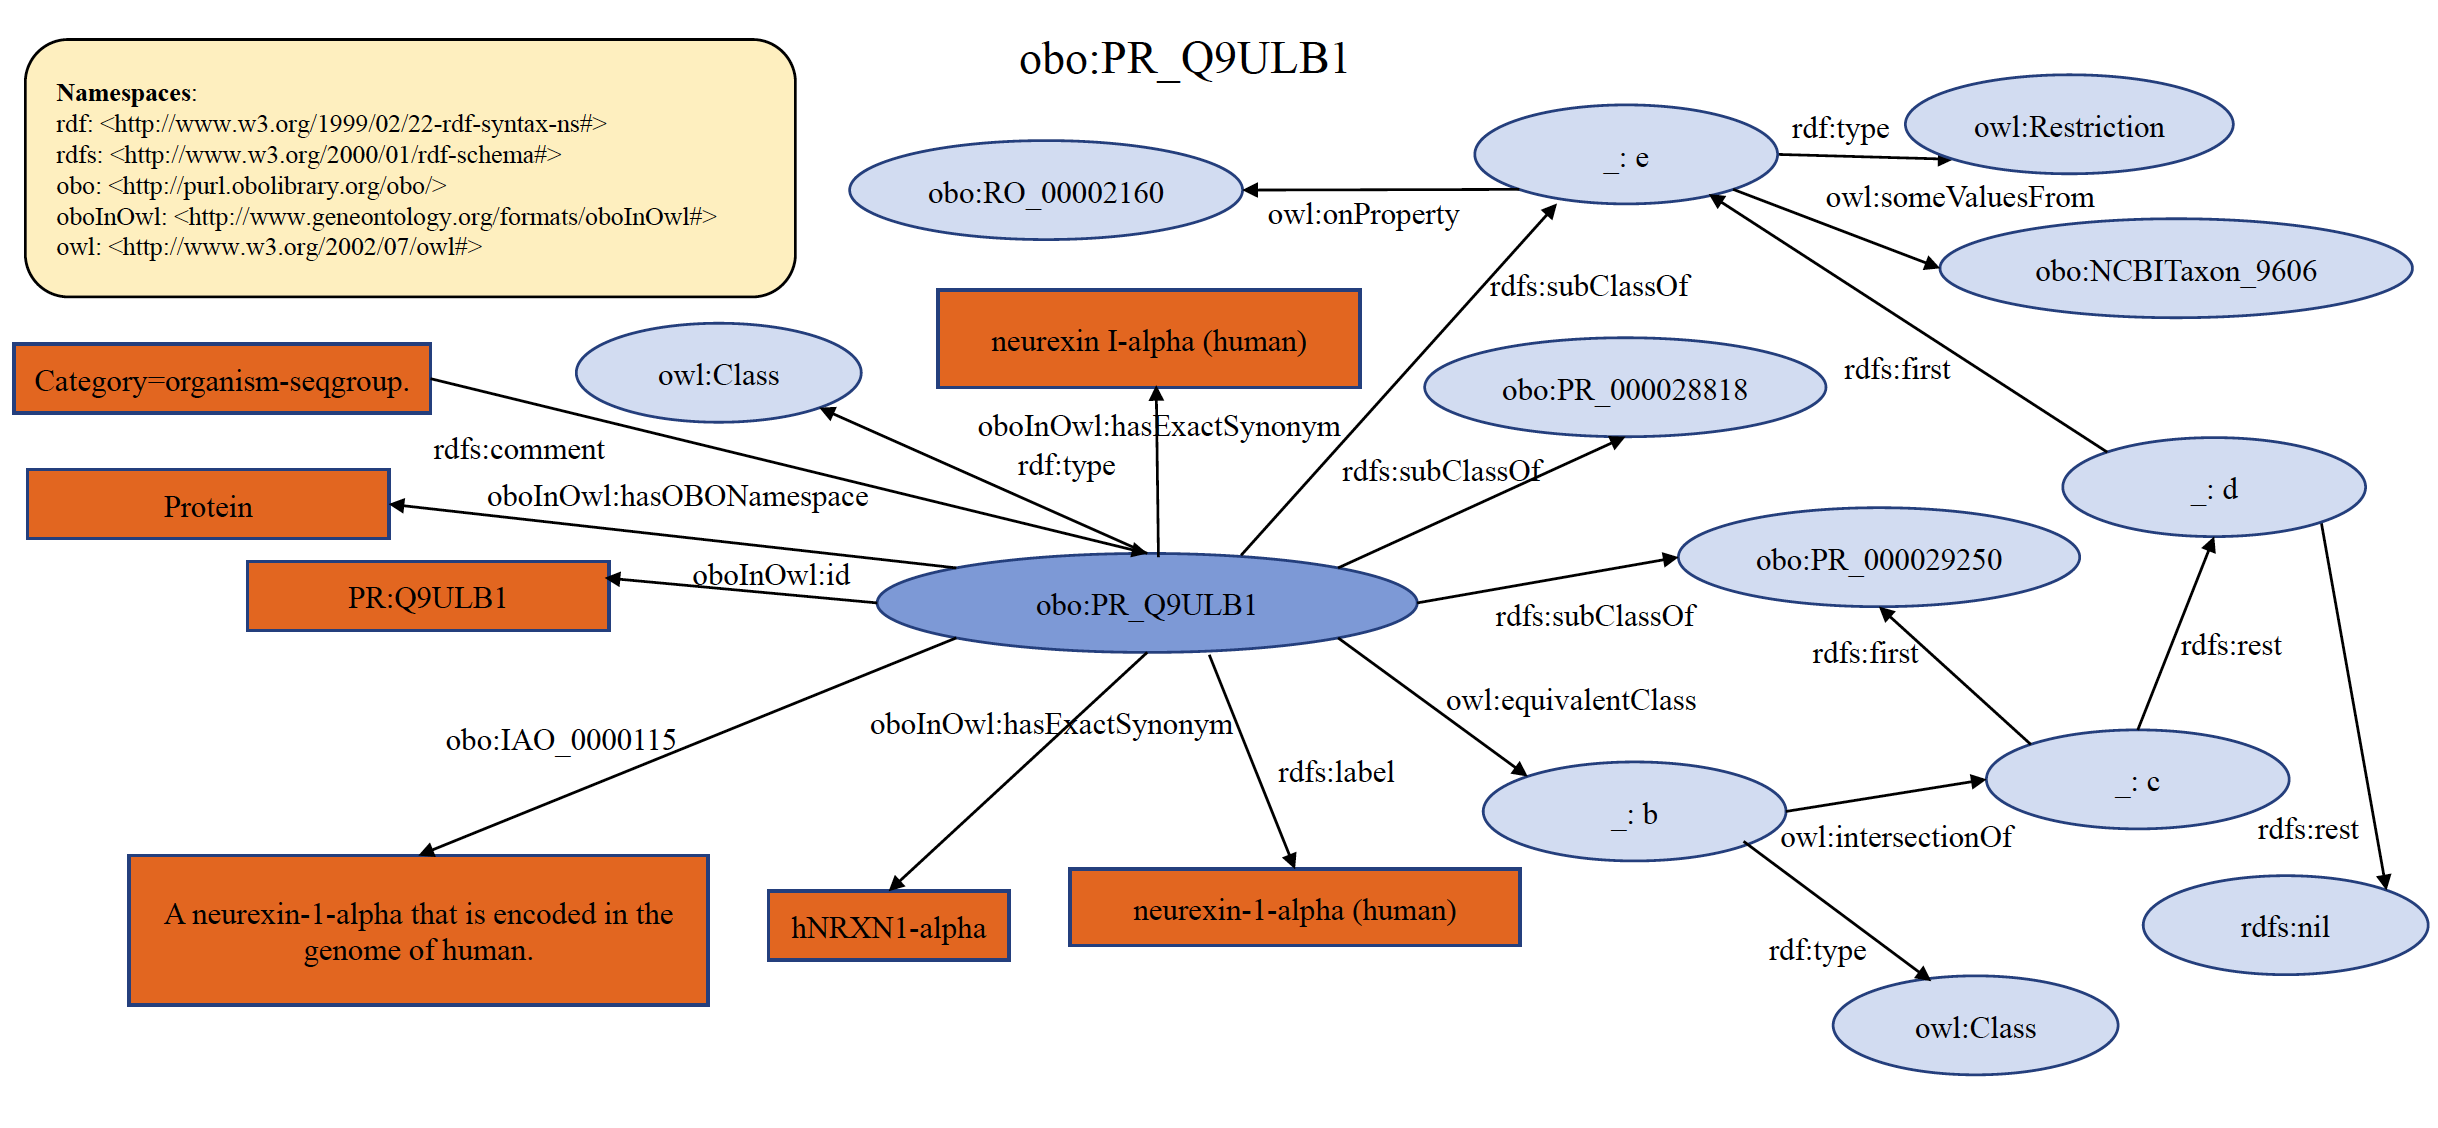 obo:PR_Q9ULB1
Namespaces:
rdf: <http://www.w3.org/1999/02/22-rdf-syntax-ns#>
rdfs: <http://www.w3.org/2000/01/rdf-schema#>
obo: <http://purl.obolibrary.org/obo/>
oboInOwl: <http://www.geneontology.org/formats/oboInOwl#>
owl: <http://www.w3.org/2002/07/owl#>
_: e
rdf:type
owl:Restriction
obo:RO_00002160
owl:onProperty
owl:someValuesFrom
obo:NCBITaxon_9606
rdfs:subClassOf
neurexin I-alpha (human)
Category=organism-seqgroup.
owl:Class
obo:PR_000028818
rdfs:first
rdfs:comment
oboInOwl:hasExactSynonym
rdf:type
rdfs:subClassOf
_: d
Protein
oboInOwl:hasOBONamespace
obo:PR_000029250
PR:Q9ULB1
oboInOwl:id
obo:PR_Q9ULB1
rdfs:subClassOf
rdfs:first
rdfs:rest
owl:equivalentClass
obo:IAO_0000115
oboInOwl:hasExactSynonym
rdfs:label
_: b
_: c
owl:intersectionOf
rdfs:rest
A neurexin-1-alpha that is encoded in the
genome of human.
hNRXN1-alpha
neurexin-1-alpha (human)
rdf:type
rdfs:nil
owl:Class